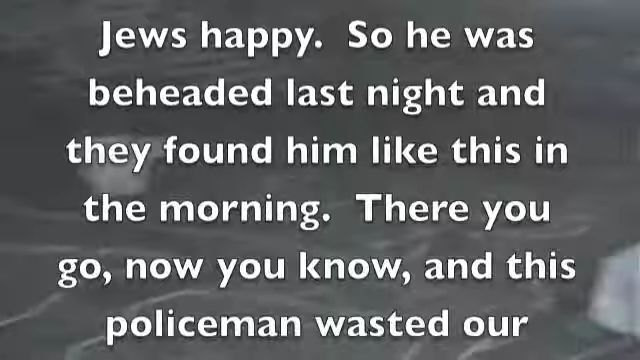 Jews happy.  So he was
beheaded last night and
they found him like this in
the morning.  There you
go, now you know, and this
policeman wasted our